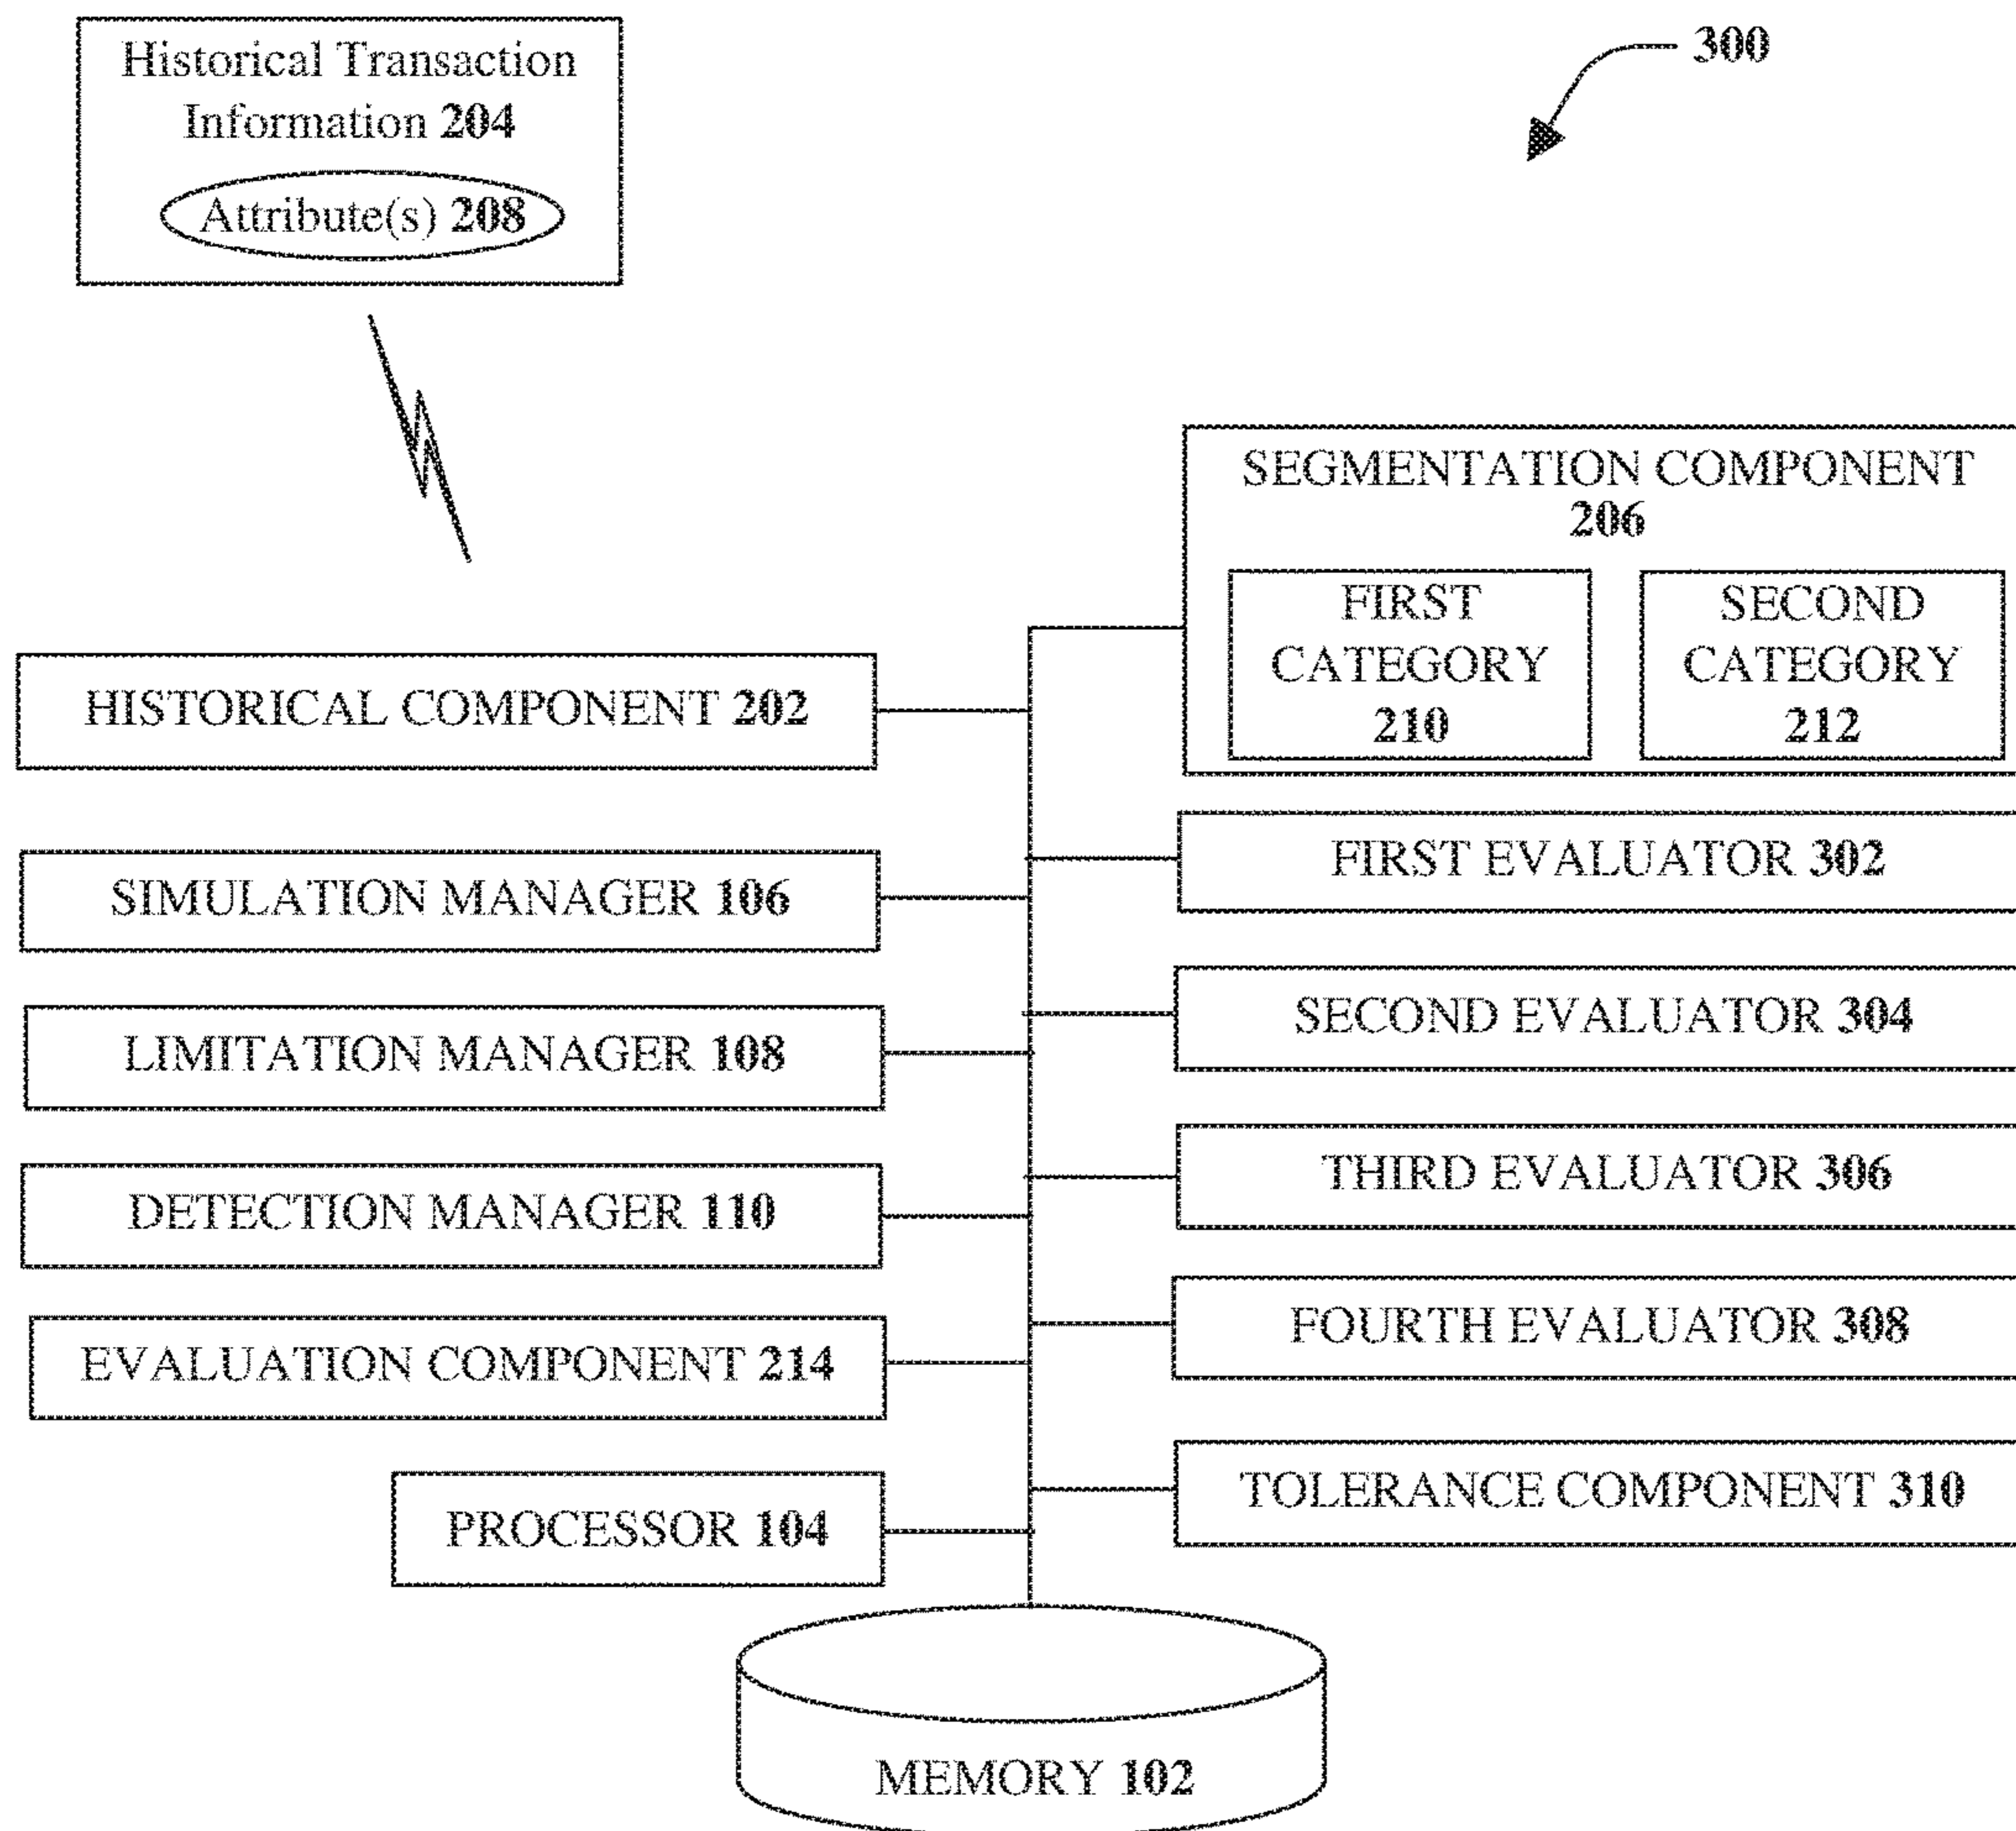 Historical Transaction
Information 204
Attribute(s) 208
300
SEGMENTATION COMPONENT
206
FIRST
CATEGORY
210
SECOND
CATEGORY
212
HISTORICAL COMPONENT 202
SIMULATION MANAGER 106
LIMITATION MANAGER 108
DETECTION MANAGER 110
EVALUATION COMPONENT 214
PROCESSOR 104
FIRST EVALUATOR 302
SECOND EVALUATOR 304
THIRD EVALUATOR 306
FOURTH EVALUATOR 308
TOLERANCE COMPONENT 310
MEMORY 102